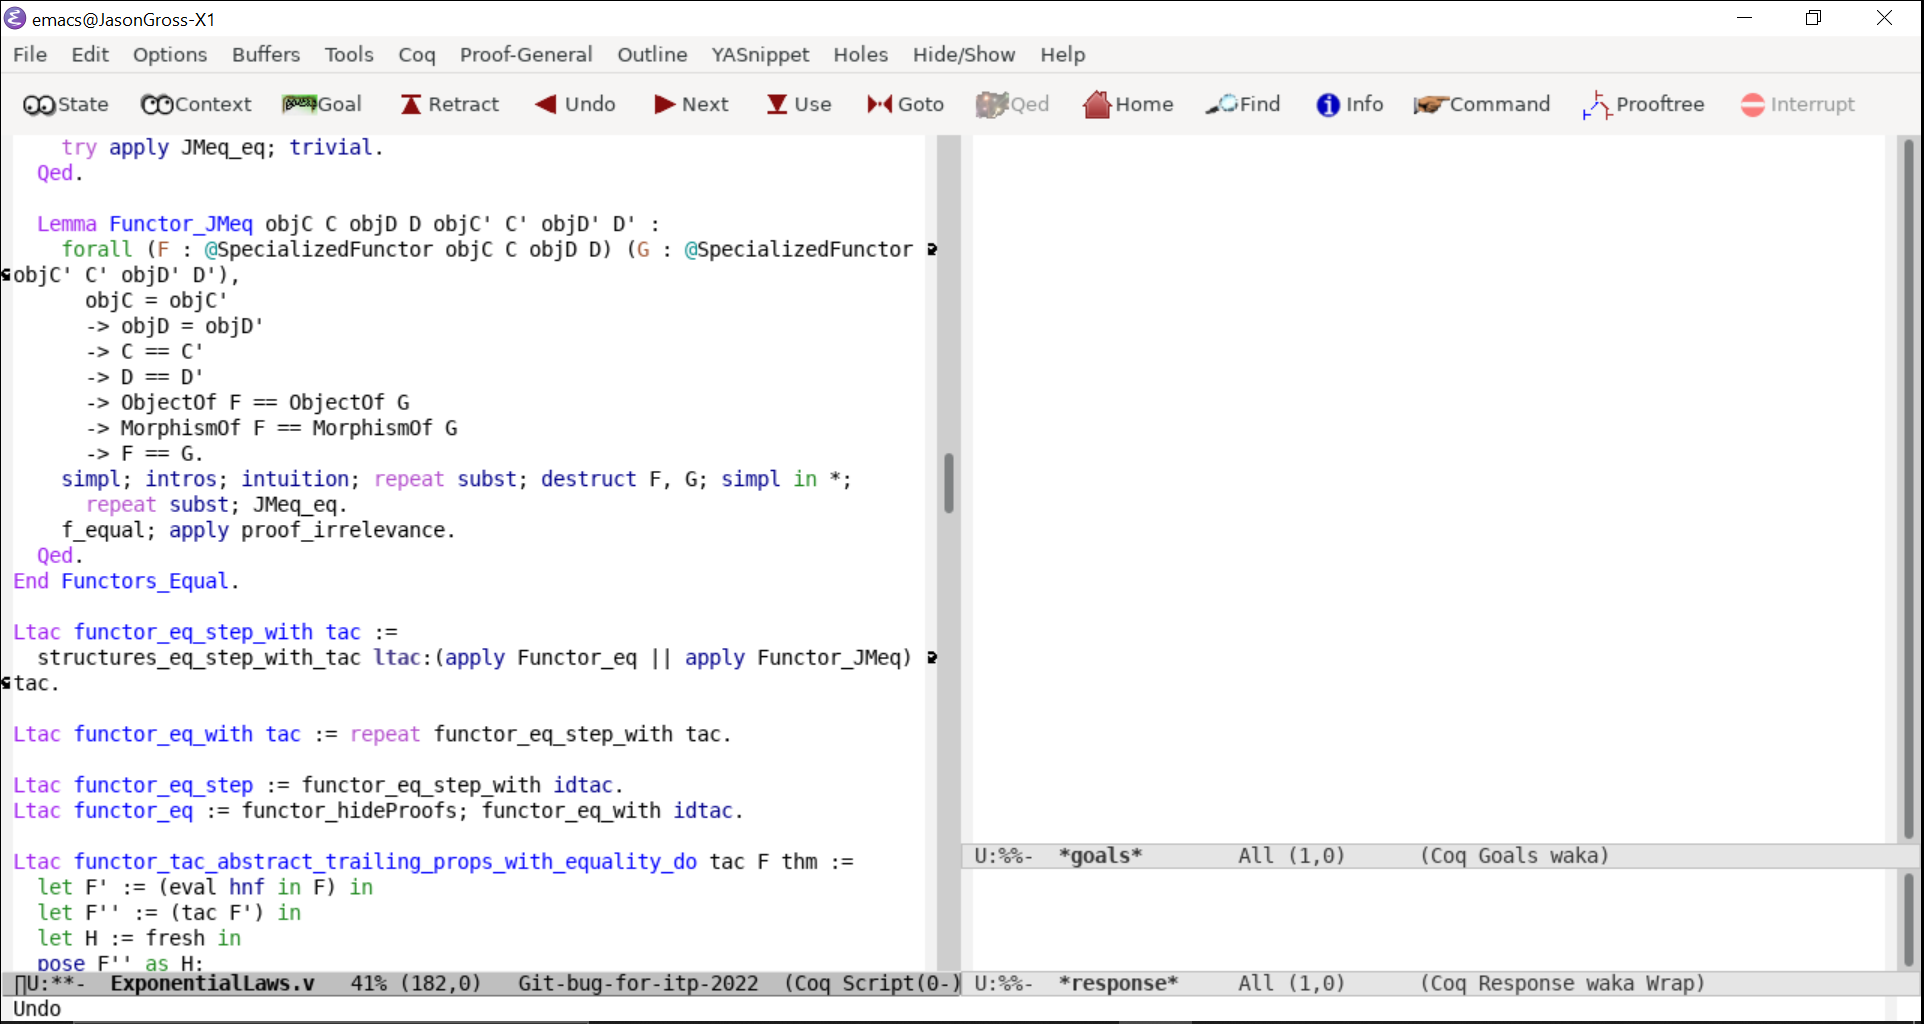 emacs@JasonGross-X1
File Edit Options Buffers Tools Coq Proof-General Outline YASnippet Holes Hide/Show Help
State Context Goal Retract Undo Next Use Goto Qed Home Find Info Command Prooftree Interrupt
try apply JMeq_eq; trivial.
Qed.
Lemma Functor_JMeq objC C objD D objC' C' objD' D' :
forall (F : @SpecializedFunctor objC C objD D) (G : @SpecializedFunctor
objC' C' objD' D'),
objC = objC'
-> objD = objD'
-> C == C'
-> D == D'
-> ObjectOf F == ObjectOf G
-> MorphismOf F == MorphismOf G
-> F == G.
simpl; intros; intuition; repeat subst; destruct F, G; simpl in *;
repeat subst; JMeq_eq.
f_equal; apply proof_irrelevance.
Qed.
End Functors_Equal.
Ltac functor_eq_step_with tac :=
structures_eq_step_with_tac ltac:(apply Functor_eq || apply Functor_JMeq)
tac.
Ltac functor_eq_with tac := repeat functor_eq_step_with tac.
Ltac functor_eq_step := functor_eq_step_with idtac.
Ltac functor_eq := functor_hideProofs; functor_eq_with idtac.
Ltac functor_tac_abstract_trailing_props_with_equality_do tac F thm :=
let F' := (eval hnf in F) in
let F'' := (tac F') in
let H := fresh in
pose F'' as H;
U:**- ExponentialLaws.v 41% (182,0) Git-bug-for-itp-2022 (Coq Script(0-)
Undo
U:%%- *goals* All (1,0) (Coq Goals waka)
U:%%- *response* All (1,0) (Coq Response waka Wrap)